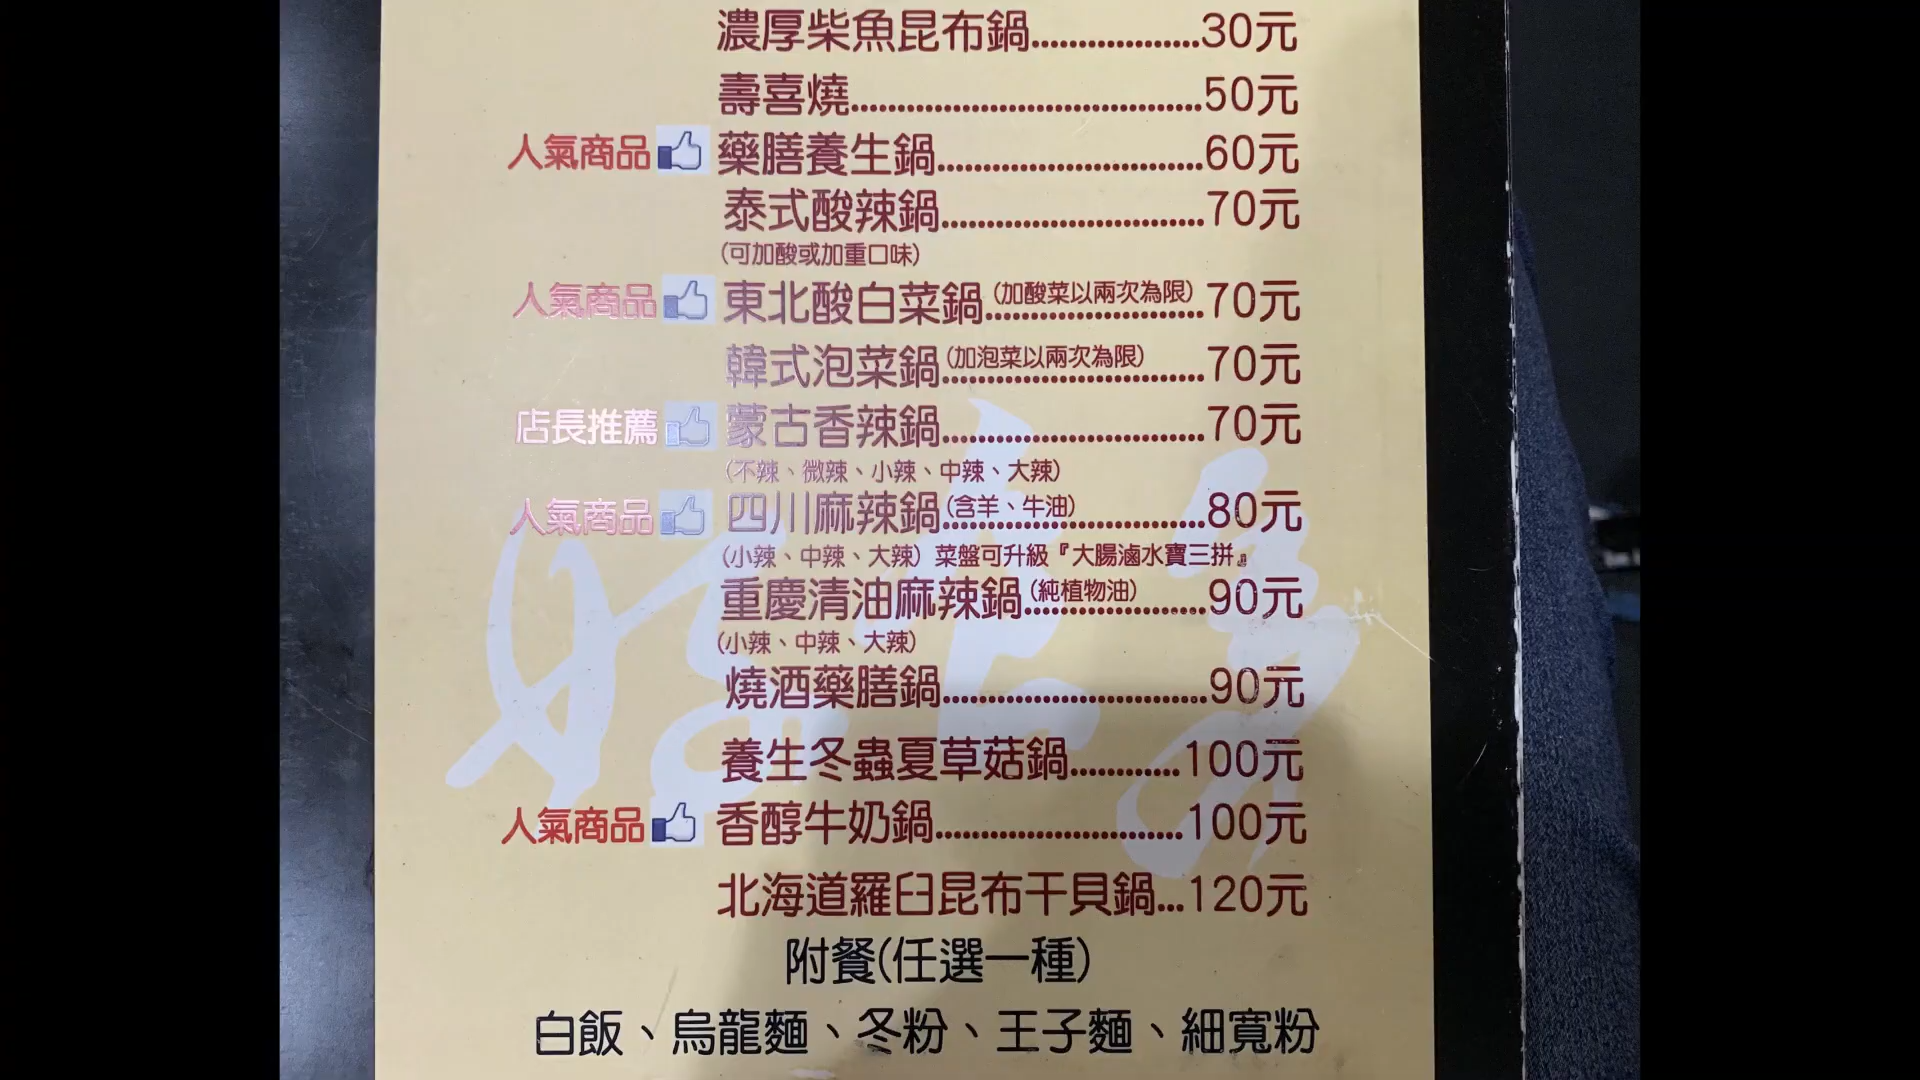 濃厚柴魚昆布鍋..................30元
壽喜燒......................................50元
人氣商品 藥膳養生鍋............................60元
泰式酸辣鍋............................70元
(可加酸或加重口味)
人氣商品 東北酸白菜鍋(加酸菜以兩次為限)........................70元
韓式泡菜鍋(加泡菜以兩次為限)............................70元
店長推薦 蒙古香辣鍋............................70元
(不辣、微辣、小辣、中辣、大辣)
人氣商品 四川麻辣鍋(含羊、牛油)............................80元
(小辣、中辣、大辣) 菜盤可升級『大腸滷水寶三拼』
重慶清油麻辣鍋(純植物油)....................90元
(小辣、中辣、大辣)
燒酒藥膳鍋............................90元
養生冬蟲夏草菇鍋............100元
人氣商品 香醇牛奶鍋...........................100元
北海道羅臼昆布干貝鍋...120元
附餐(任選一種)
白飯、烏龍麵、冬粉、王子麵、細寬粉